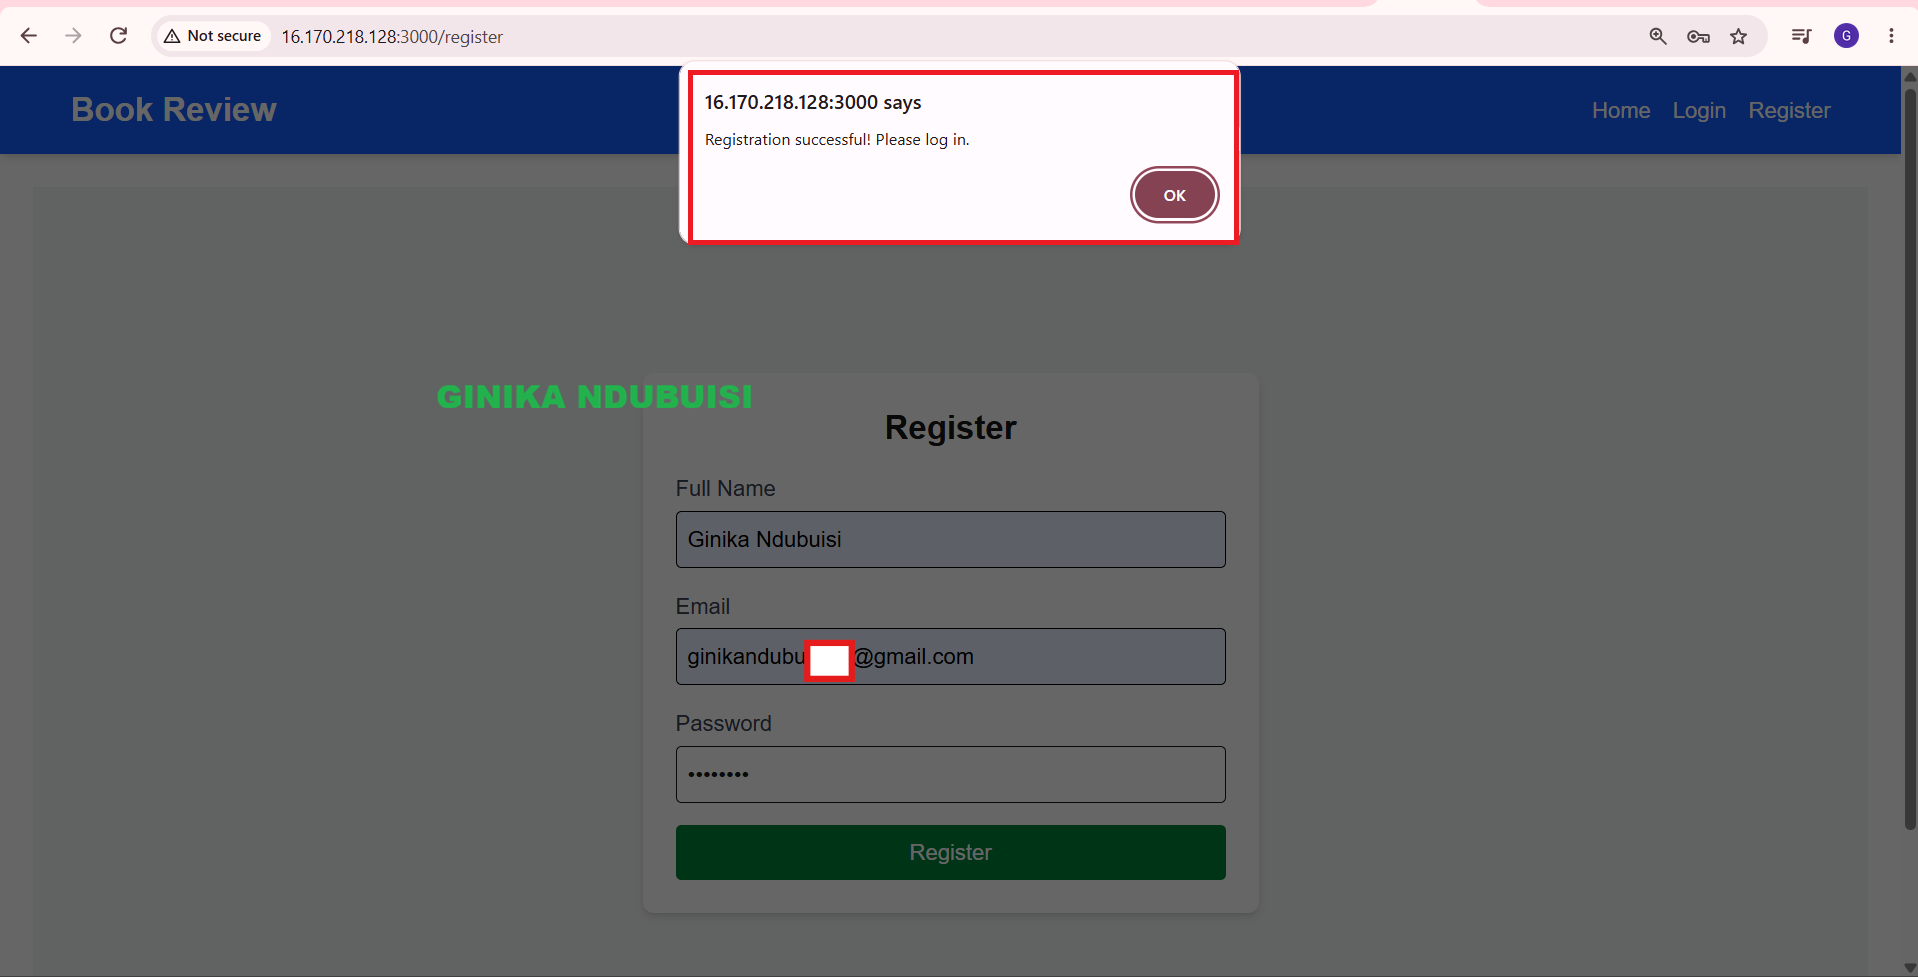 Not secure 16.170.218.128:3000/register
G
Book Review
Home Login Register
16.170.218.128:3000 says
Registration successful! Please log in.
OK
GINIKA NDUBUISI
Register
Full Name
Ginika Ndubuisi
Email
ginikandubu @gmail.com
Password
••••••••
Register